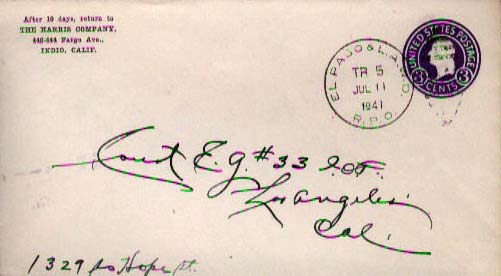 After 10 days, return to
THE HARRIS COMPANY,
442-444 Fargo Ave.,
INDIO, CALIF.
EL PASO & L.A. W.D.
TR 5
JUL 11
1941
R.P.O.
UNITED STATES POSTAGE
3 CENTS 3
Court E.G. #33 I.O.F.
Los Angeles
Cal.
1329 So Hope St.